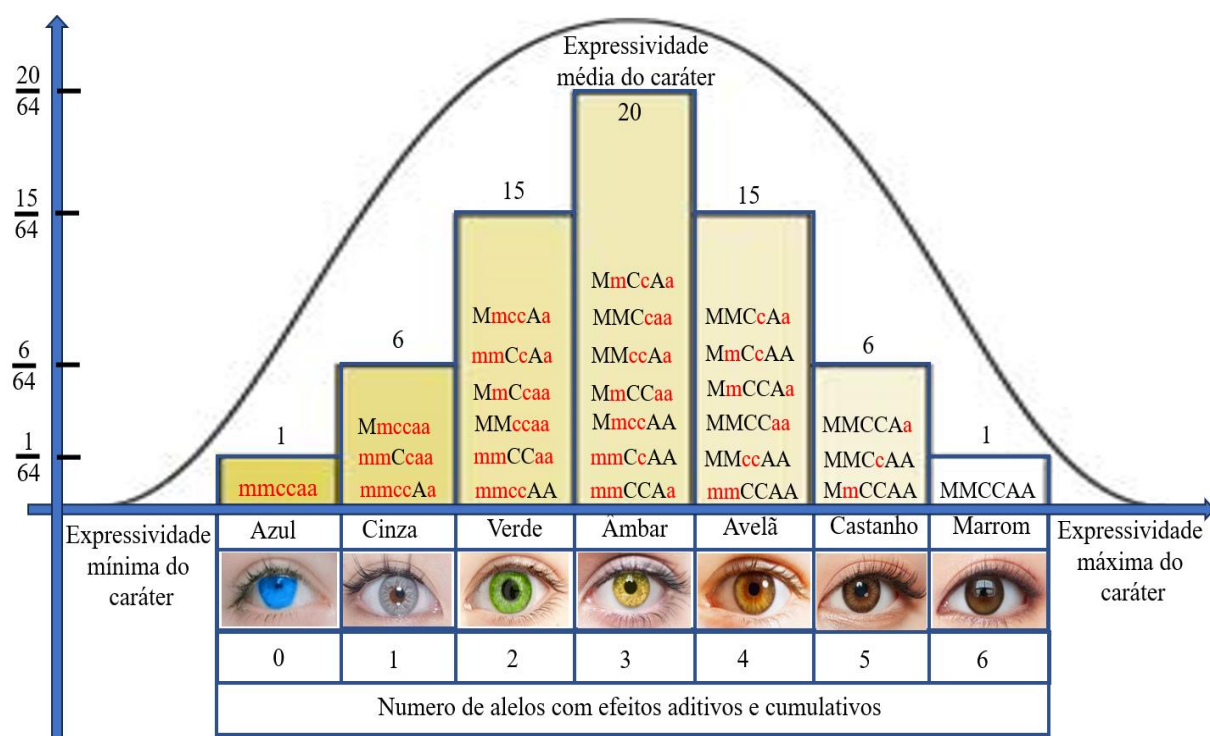 Expressividade
média do caráter
20
64
15
64
6
64
1
64
1
mmccaa
6
Mmccaa
mmCcaa
mmccAa
15
MmccAa
mmCcAa
MmCcaa
MMccaa
mmCCaa
mmccAA
20
MmCcAa
MMCcaa
MMccAa
MmCCaa
MmccAA
mmCcAA
mmCCAa
15
MMCcAa
MmCcAA
MmCCAa
MMCCaa
MMccAA
mmCCAA
6
MMCCAa
MMCcAA
MmCCAA
1
MMCCAA
Expressividade
mínima do
caráter
Azul Cinza Verde Âmbar Avelã Castanho Marrom
Expressividade
máxima do
caráter
0 1 2 3 4 5 6
Numero de alelos com efeitos aditivos e cumulativos